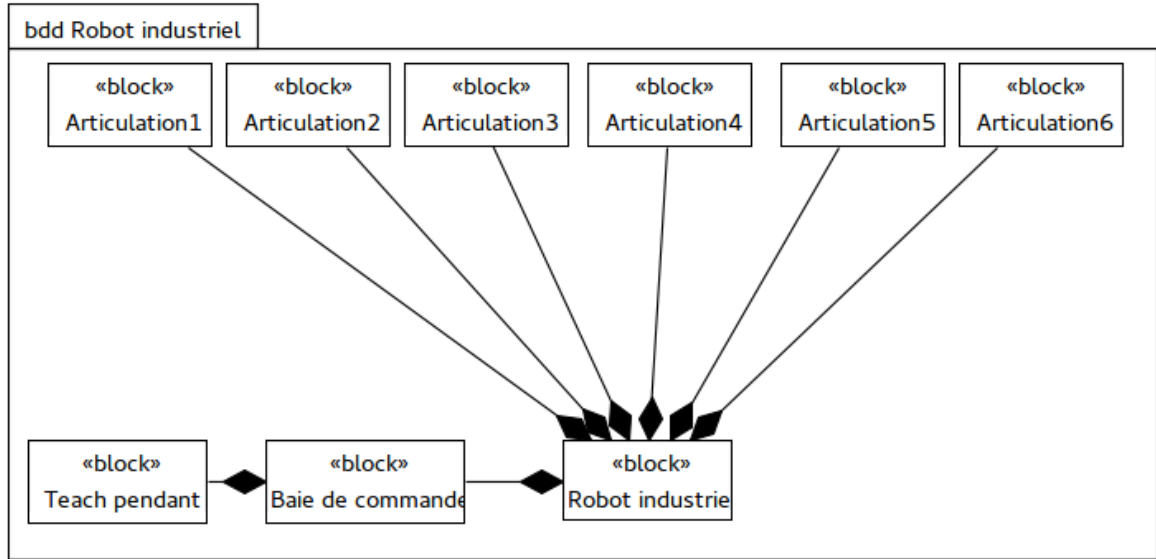 bdd Robot industriel
«block» «block» «block» «block» «block» «block»
Articulation1 Articulation2 Articulation3 Articulation4 Articulation5 Articulation6
«block» «block» «block»
Teach pendant Baie de commande Robot industrie